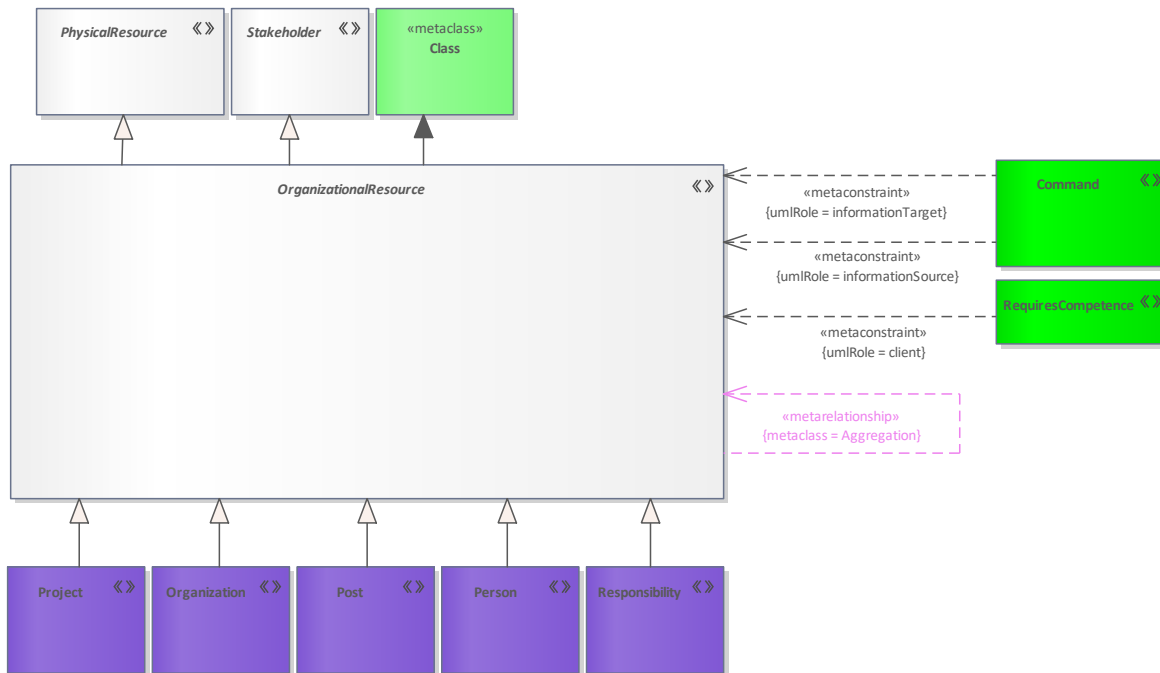 PhysicalResource «»
Stakeholder «»
«metaclass»
Class
OrganizationalResource «»
Command «»
«metaconstraint»
{umlRole = informationTarget}
«metaconstraint»
{umlRole = informationSource}
RequiresCompetence «»
«metaconstraint»
{umlRole = client}
«metarelationship»
{metaclass = Aggregation}
Project «»
Organization «»
Post «»
Person «»
Responsibility «»